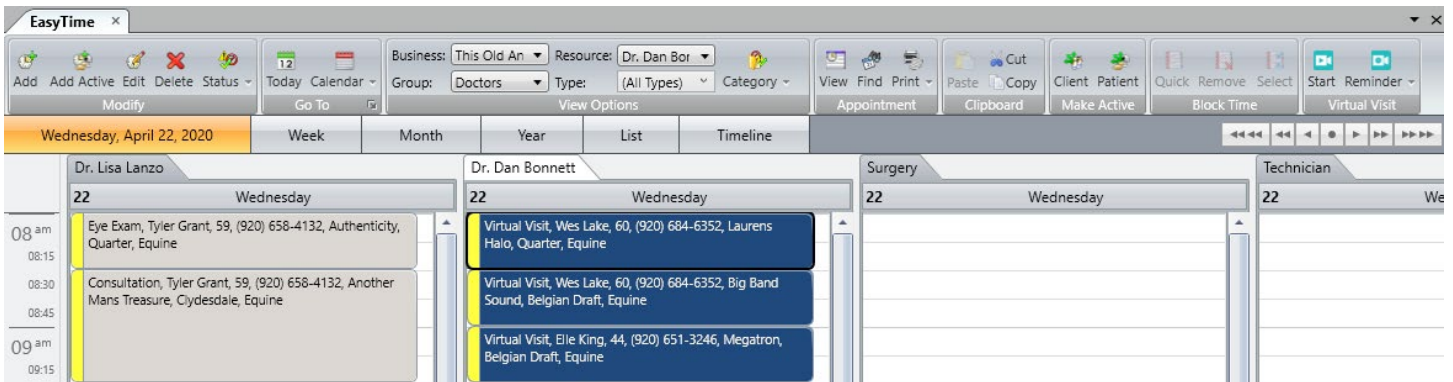 EasyTime ×
Business: This Old An Resource: Dr. Dan Bor
Add Add Active Edit Delete Status
12
Today Calendar
Group: Doctors Type: (All Types) Category
View Find Print
Paste Cut
Copy
Client Patient
Quick Remove Select
Start Reminder
Modify Go To View Options Appointment Clipboard Make Active Block Time Virtual Visit
Wednesday, April 22, 2020 Week Month Year List Timeline
Dr. Lisa Lanzo Dr. Dan Bonnett Surgery Technician
22 Wednesday 22 Wednesday 22 Wednesday 22 We
08 am
08:15
08:30
08:45
09 am
09:15
Eye Exam, Tyler Grant, 59, (920) 658-4132, Authenticity,
Quarter, Equine
Consultation, Tyler Grant, 59, (920) 658-4132, Another
Mans Treasure, Clydesdale, Equine
Virtual Visit, Wes Lake, 60, (920) 684-6352, Laurens
Halo, Quarter, Equine
Virtual Visit, Wes Lake, 60, (920) 684-6352, Big Band
Sound, Belgian Draft, Equine
Virtual Visit, Elle King, 44, (920) 651-3246, Megatron,
Belgian Draft, Equine